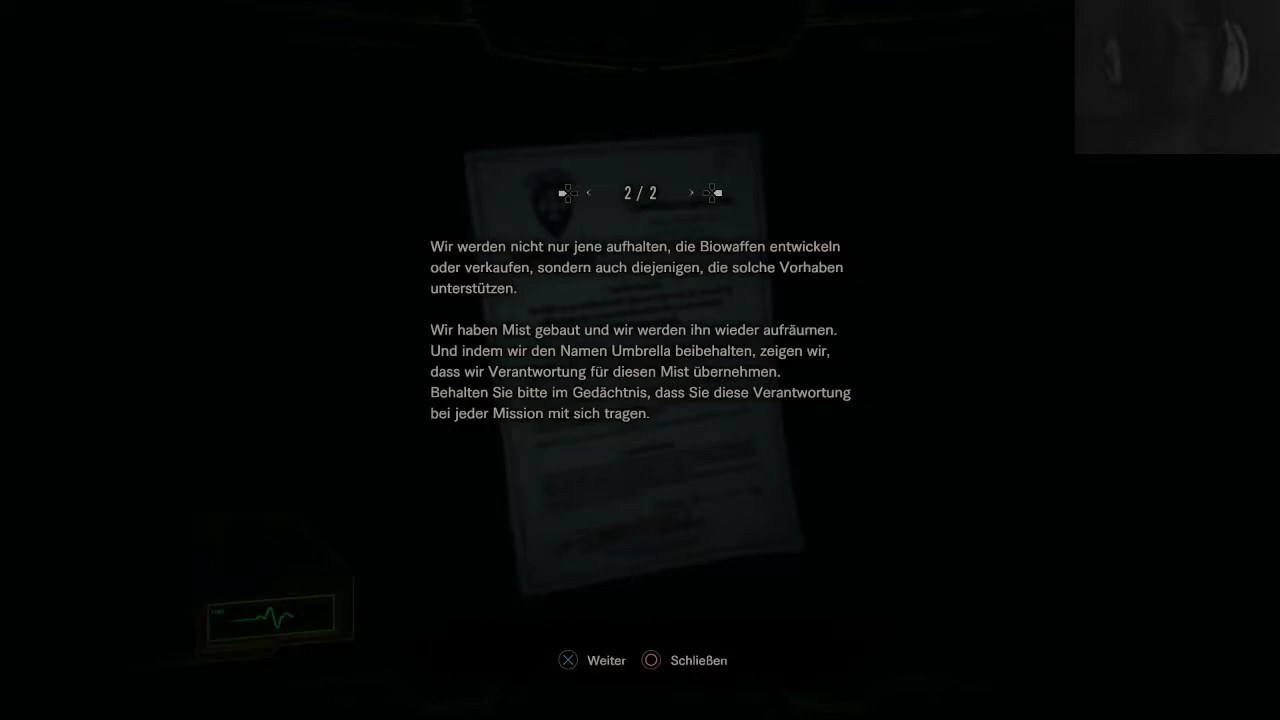 2 / 2
Wir werden nicht nur jene aufhalten, die Biowaffen entwickeln
oder verkaufen, sondern auch diejenigen, die solche Vorhaben
unterstützen.
Wir haben Mist gebaut und wir werden ihn wieder aufräumen.
Und indem wir den Namen Umbrella beibehalten, zeigen wir,
dass wir Verantwortung für diesen Mist übernehmen.
Behalten Sie bitte im Gedächtnis, dass Sie diese Verantwortung
bei jeder Mission mit sich tragen.
Weiter Schließen